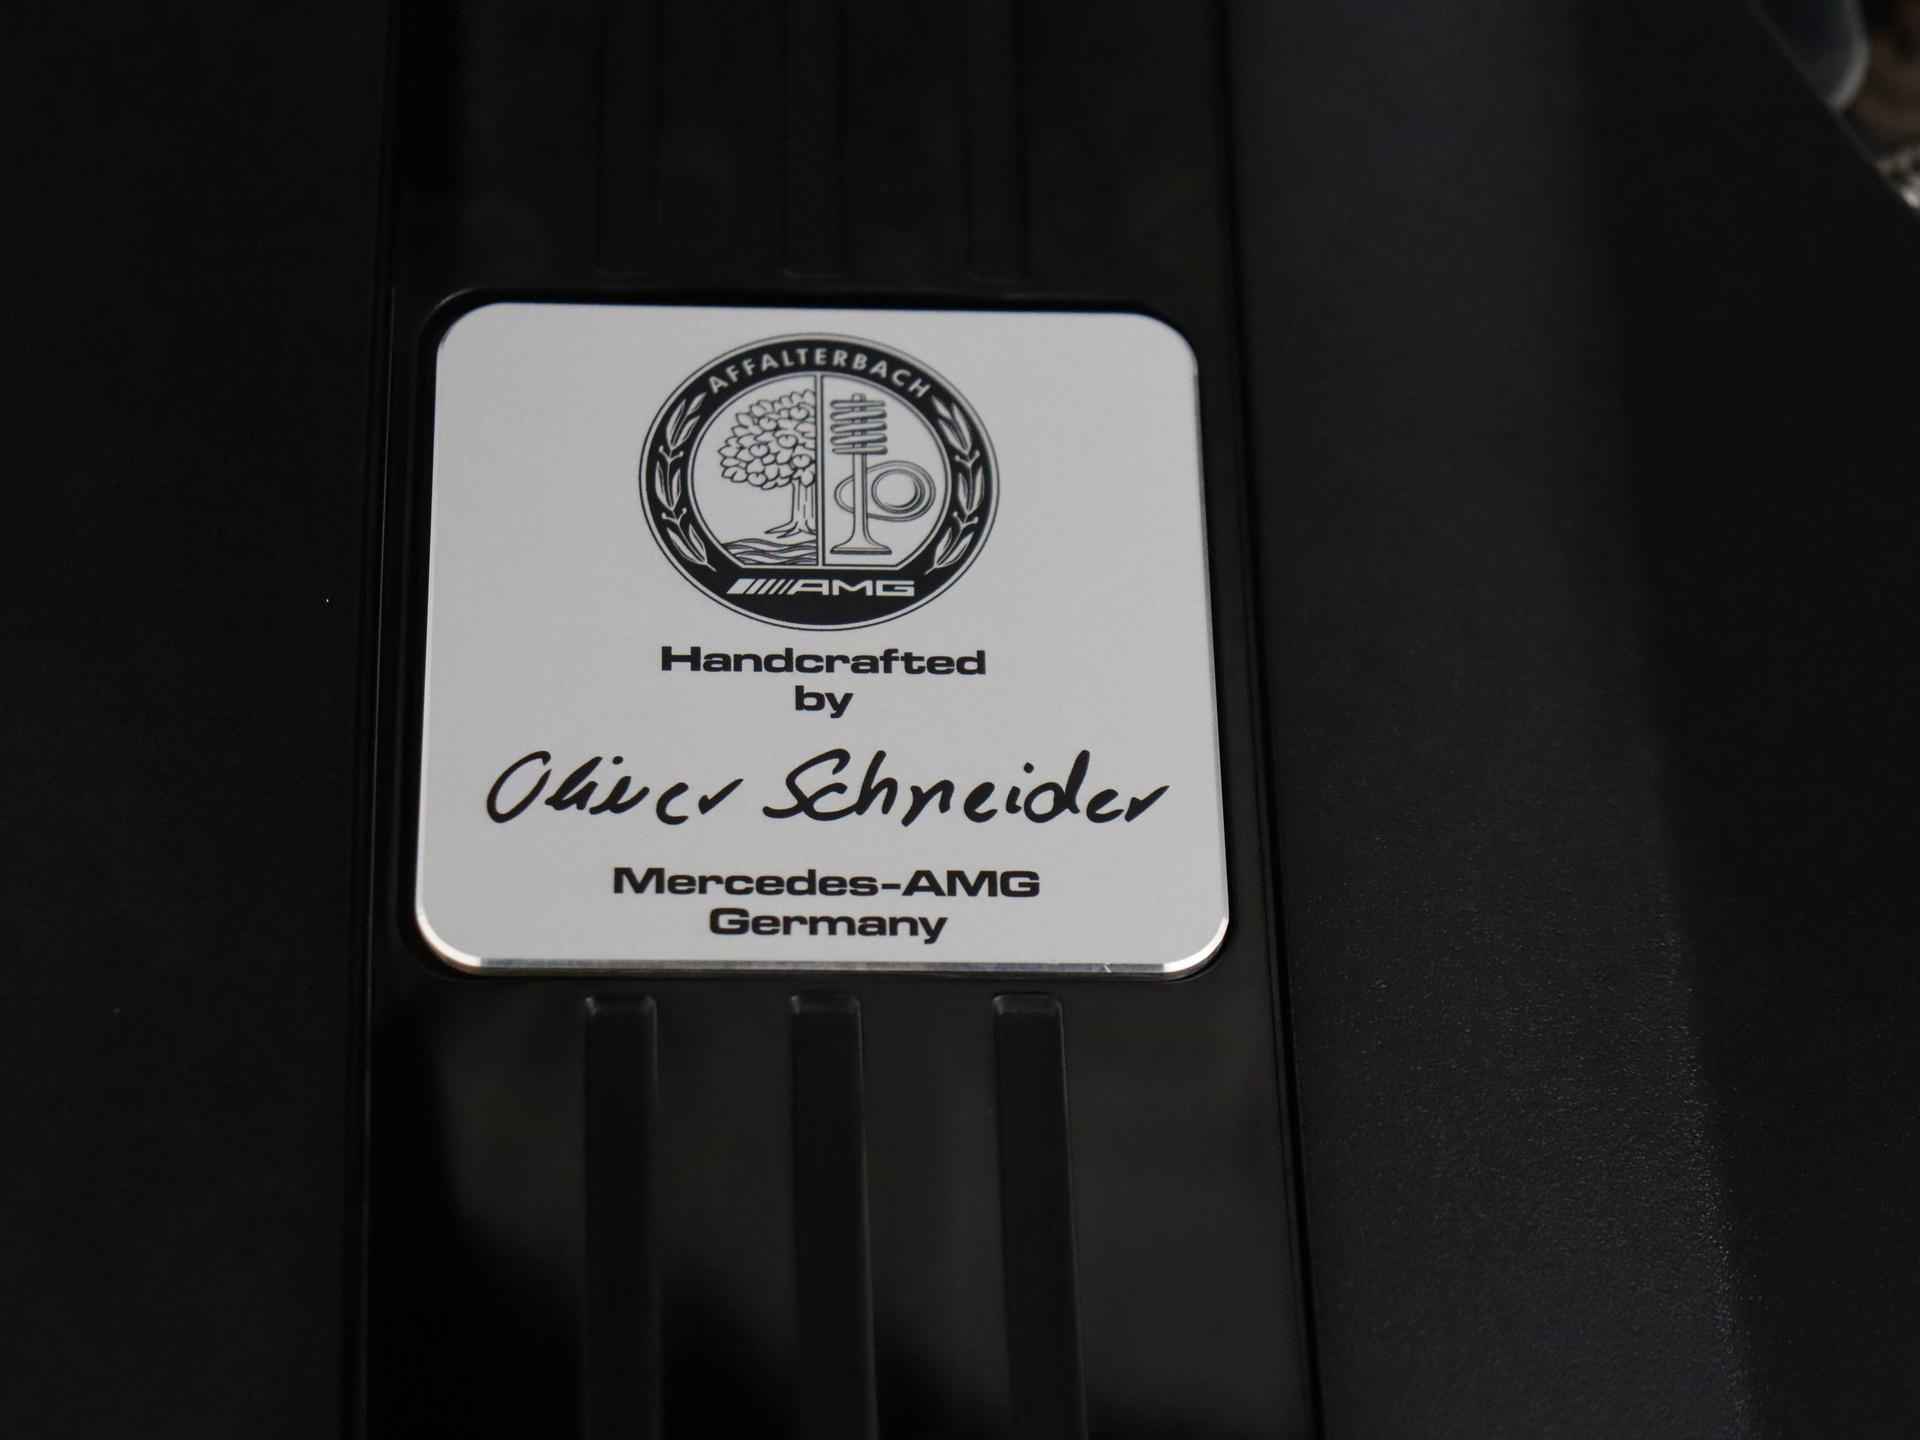 AFFALTERBACH
AMG
Handcrafted
by
Oliver Schneider
Mercedes-AMG
Germany